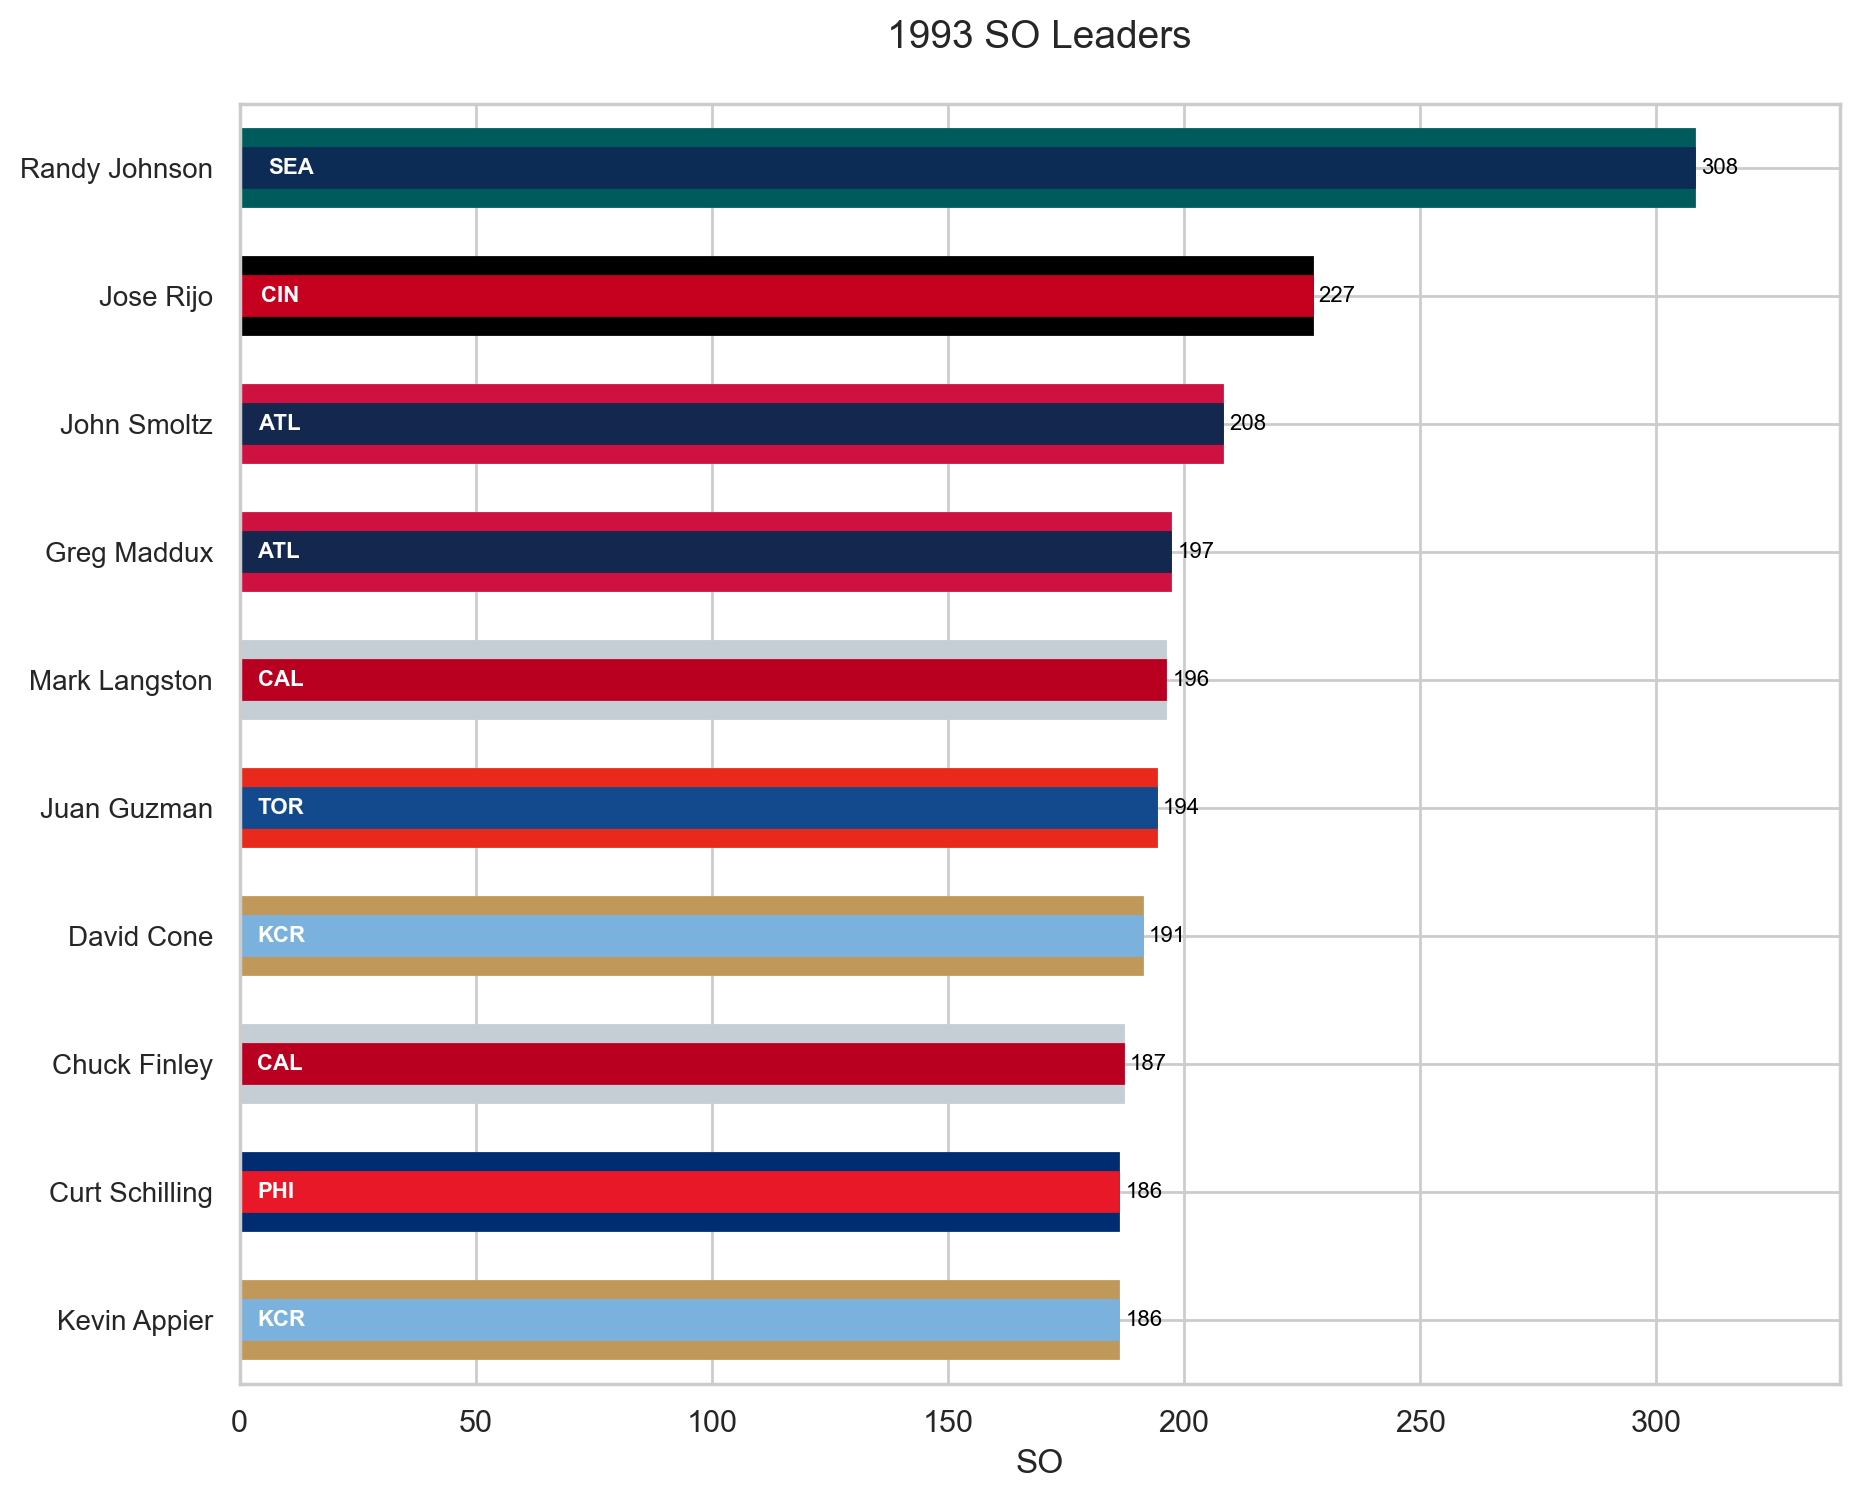 1993 SO Leaders
Randy Johnson SEA 308
Jose Rijo CIN 227
John Smoltz ATL 208
Greg Maddux ATL 197
Mark Langston CAL 196
Juan Guzman TOR 194
David Cone KCR 191
Chuck Finley CAL 187
Curt Schilling PHI 186
Kevin Appier KCR 186
0 50 100 150 200 250 300
SO